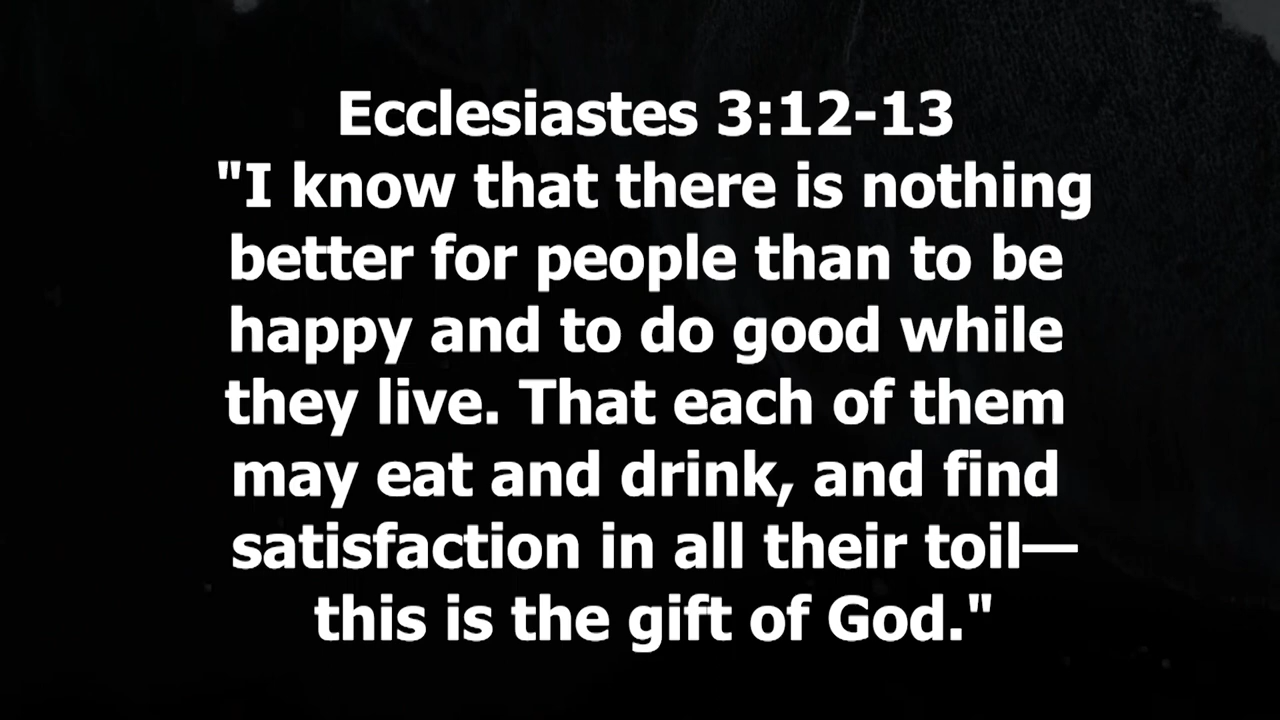 Ecclesiastes 3:12-13
"I know that there is nothing
better for people than to be
happy and to do good while
they live. That each of them
may eat and drink, and find
satisfaction in all their toil—
this is the gift of God."